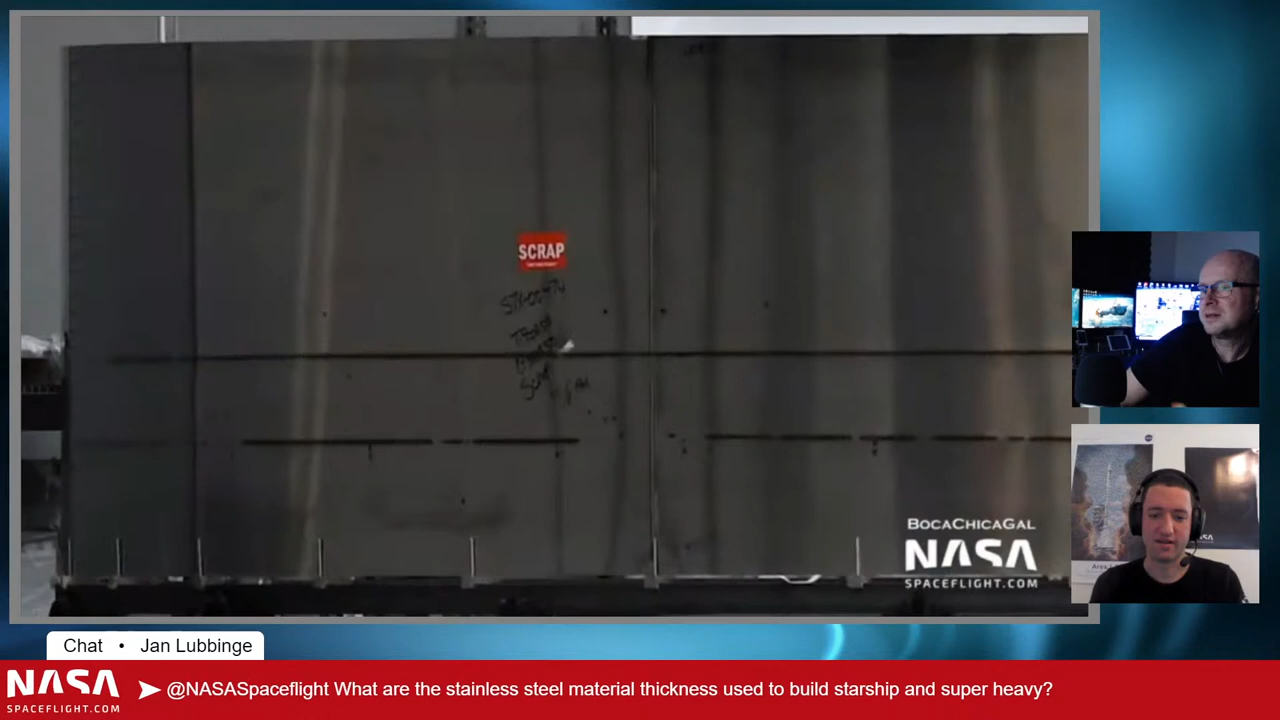 SCRAP
BOCACHICAGAL
NASA
SPACEFLIGHT.COM
Chat • Jan Lubbinge
NASA
SPACEFLIGHT.COM
@NASASpaceflight What are the stainless steel material thickness used to build starship and super heavy?